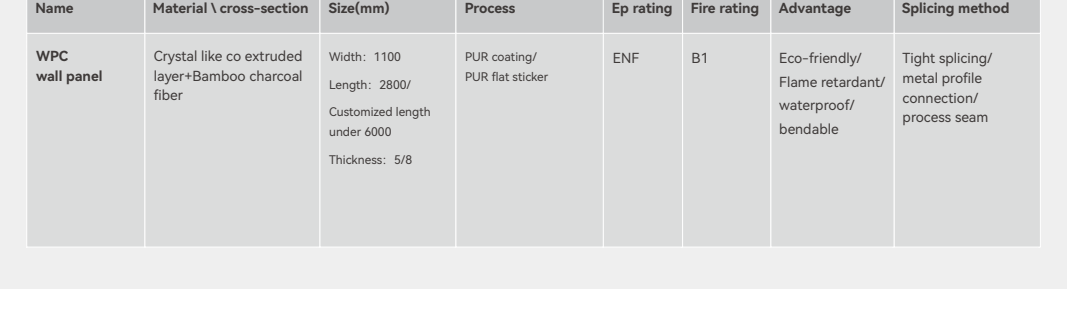 Name
Material \ cross-section
Size(mm)
Process
Ep rating
Fire rating
Advantage
Splicing method
WPC
wall panel
Crystal like co extruded
layer+Bamboo charcoal
fiber
Width: 1100
Length: 2800/
Customized length
under 6000
Thickness: 5/8
PUR coating/
PUR flat sticker
ENF
B1
Eco-friendly/
Flame retardant/
waterproof/
bendable
Tight splicing/
metal profile
connection/
process seam